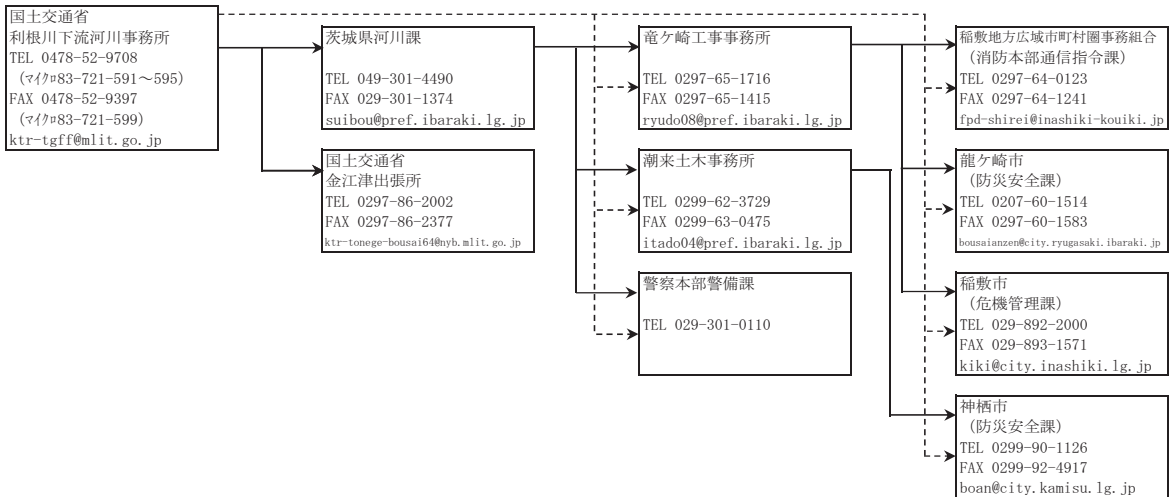 国土交通省
利根川下流河川事務所
TEL 0478-52-9708
（ﾏｲｸﾛ83-721-591～595）
FAX 0478-52-9397
（ﾏｲｸﾛ83-721-599）
ktr-tgff@mlit.go.jp
茨城県河川課
TEL 049-301-4490
FAX 029-301-1374
suibou@pref.ibaraki.lg.jp
国土交通省
金江津出張所
TEL 0297-86-2002
FAX 0297-86-2377
ktr-tonege-bousai64@nyb.mlit.go.jp
竜ケ崎工事事務所
TEL 0297-65-1716
FAX 0297-65-1415
ryudo08@pref.ibaraki.lg.jp
潮来土木事務所
TEL 0299-62-3729
FAX 0299-63-0475
itado04@pref.ibaraki.lg.jp
警察本部警備課
TEL 029-301-0110
稲敷地方広域市町村圏事務組合
（消防本部通信指令課）
TEL 0297-64-0123
FAX 0297-64-1241
fpd-shirei@inashiki-kouiki.jp
龍ケ崎市
（防災安全課）
TEL 0207-60-1514
FAX 0297-60-1583
bousaianzen@city.ryugasaki.ibaraki.jp
稲敷市
（危機管理課）
TEL 029-892-2000
FAX 029-893-1571
kiki@city.inashiki.lg.jp
神栖市
（防災安全課）
TEL 0299-90-1126
FAX 0299-92-4917
boan@city.kamisu.lg.jp